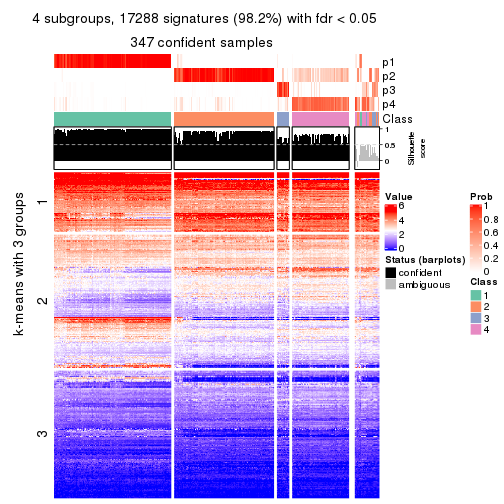 4 subgroups, 17288 signatures (98.2%) with fdr < 0.05
347 confident samples
p1
p2
p3
p4
Class
1
0.5
0
Silhouette
score
k-means with 3 groups
1
2
3
Value
6
4
2
0
Status (barplots)
confident
ambiguous
Prob
1
0.8
0.6
0.4
0.2
0
Class
1
2
3
4